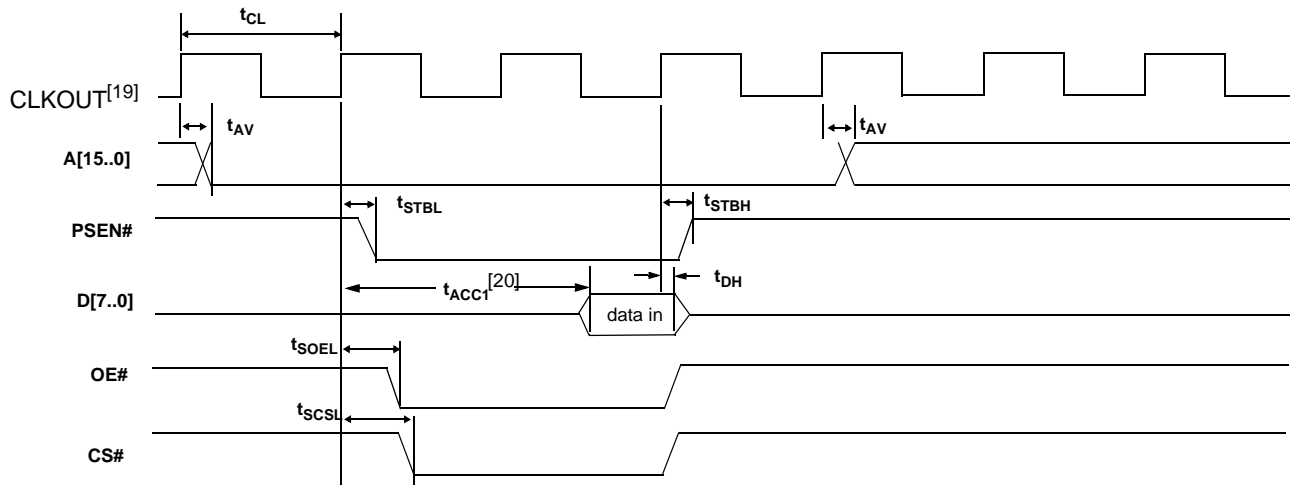 tCL
CLKOUT[19]
tAV
tAV
A[15..0]
tSTBL
tSTBH
PSEN#
tDH
tACC1[20]
D[7..0]
data in
tSOEL
OE#
tSCSL
CS#